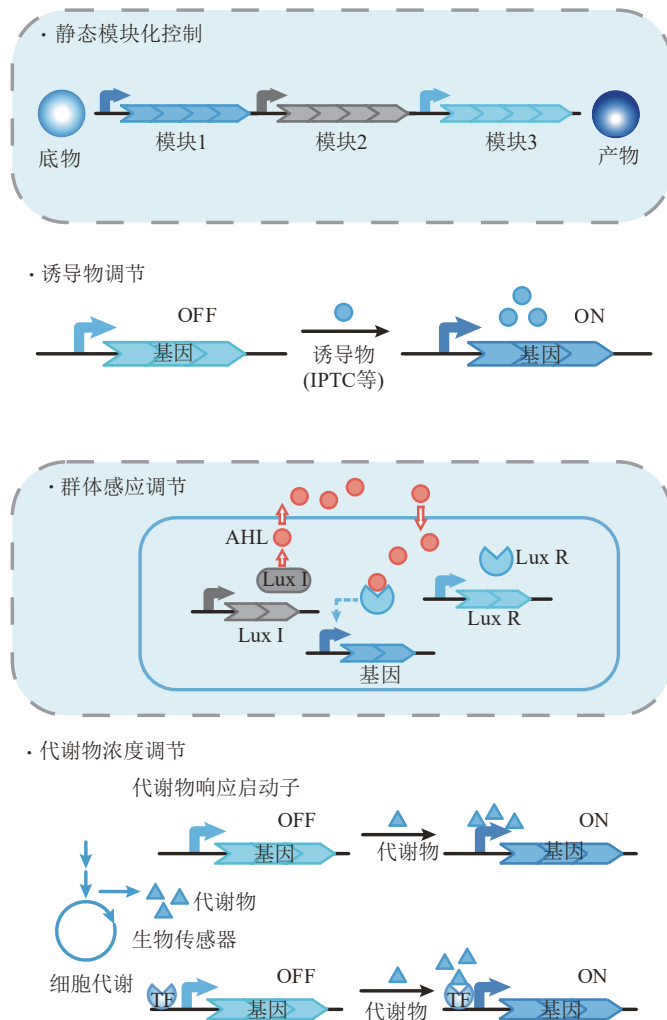 · 静态模块化控制
底物
模块1
模块2
模块3
产物
· 诱导物调节
OFF
ON
基因
诱导物
(IPTC等)
基因
· 群体感应调节
AHL
Lux I
Lux R
Lux I
Lux R
基因
· 代谢物浓度调节
代谢物响应启动子
OFF
ON
基因
代谢物
基因
代谢物
生物传感器
细胞代谢
OFF
ON
TF
基因
代谢物
TF
基因